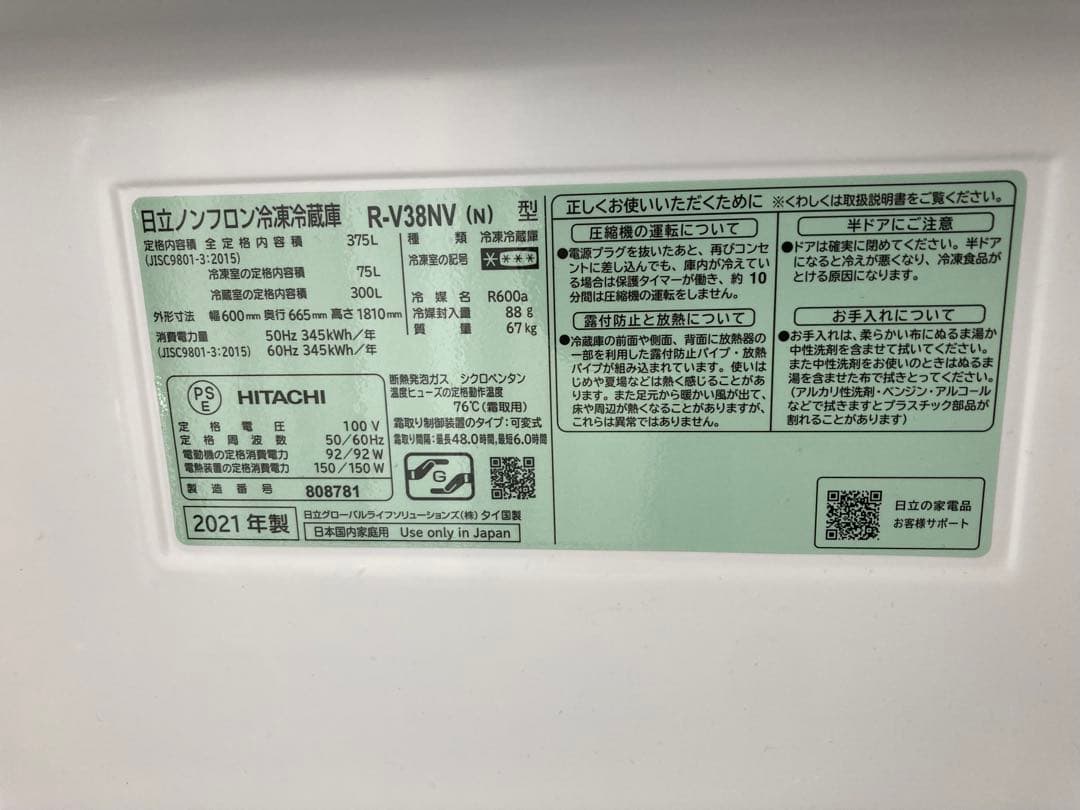 日立ノンフロン冷凍冷蔵庫 R-V38NV (N) 型
定格内容積 全定格内容積 375L
(JISC9801-3:2015)
冷凍室の定格内容積 75L
冷蔵室の定格内容積 300L
種類 冷凍冷蔵庫
冷凍室の記号 ****
冷媒名 R600a
冷媒封入量 88g
質量 67kg
外形寸法 幅600mm 奥行665mm 高さ1810mm
消費電力量 50Hz 345kWh/年
(JISC9801-3:2015) 60Hz 345kWh/年
PS
E
HITACHI
定格電圧 100V
定格周波数 50/60Hz
電動機の定格消費電力 92/92W
電熱装置の定格消費電力 150/150W
製造番号 808781
断熱発泡ガス シクロペンタン
温度ヒューズの定格動作温度
76℃(霜取用)
霜取り制御装置のタイプ:可変式
霜取り間隔:最長48.0時間,最短6.0時間
G
2021年製
日立グローバルライフソリューションズ(株) タイ国製
日本国内家庭用 Use only in Japan
正しくお使いいただくために ※くわしくは取扱説明書をご覧ください。
圧縮機の運転について
●電源プラグを抜いたあと、再びコンセ
ントに差し込んでも、庫内が冷えてい
る場合は保護タイマーが働き、約10
分間は圧縮機の運転をしません。
露付防止と放熱について
●冷蔵庫の前面や側面、背面に放熱器の
一部を利用した露付防止パイプ・放熱
パイプが組み込まれています。使いは
じめや夏場などは熱く感じることがあ
ります。また足元から暖かい風が出て、
床や周辺が熱くなることがありますが、
これらは異常ではありません。
半ドアにご注意
●ドアは確実に閉めてください。半ドア
になると冷えが悪くなり、冷凍食品が
とける原因になります。
お手入れについて
●お手入れは、柔らかい布にぬるま湯か
中性洗剤を含ませて拭いてください。
また中性洗剤をお使いのときはぬるま
湯を含ませた布で拭きとってください。
(アルカリ性洗剤・ベンジン・アルコール
などで拭きますとプラスチック部品が
割れることがあります)
日立の家電品
お客様サポート